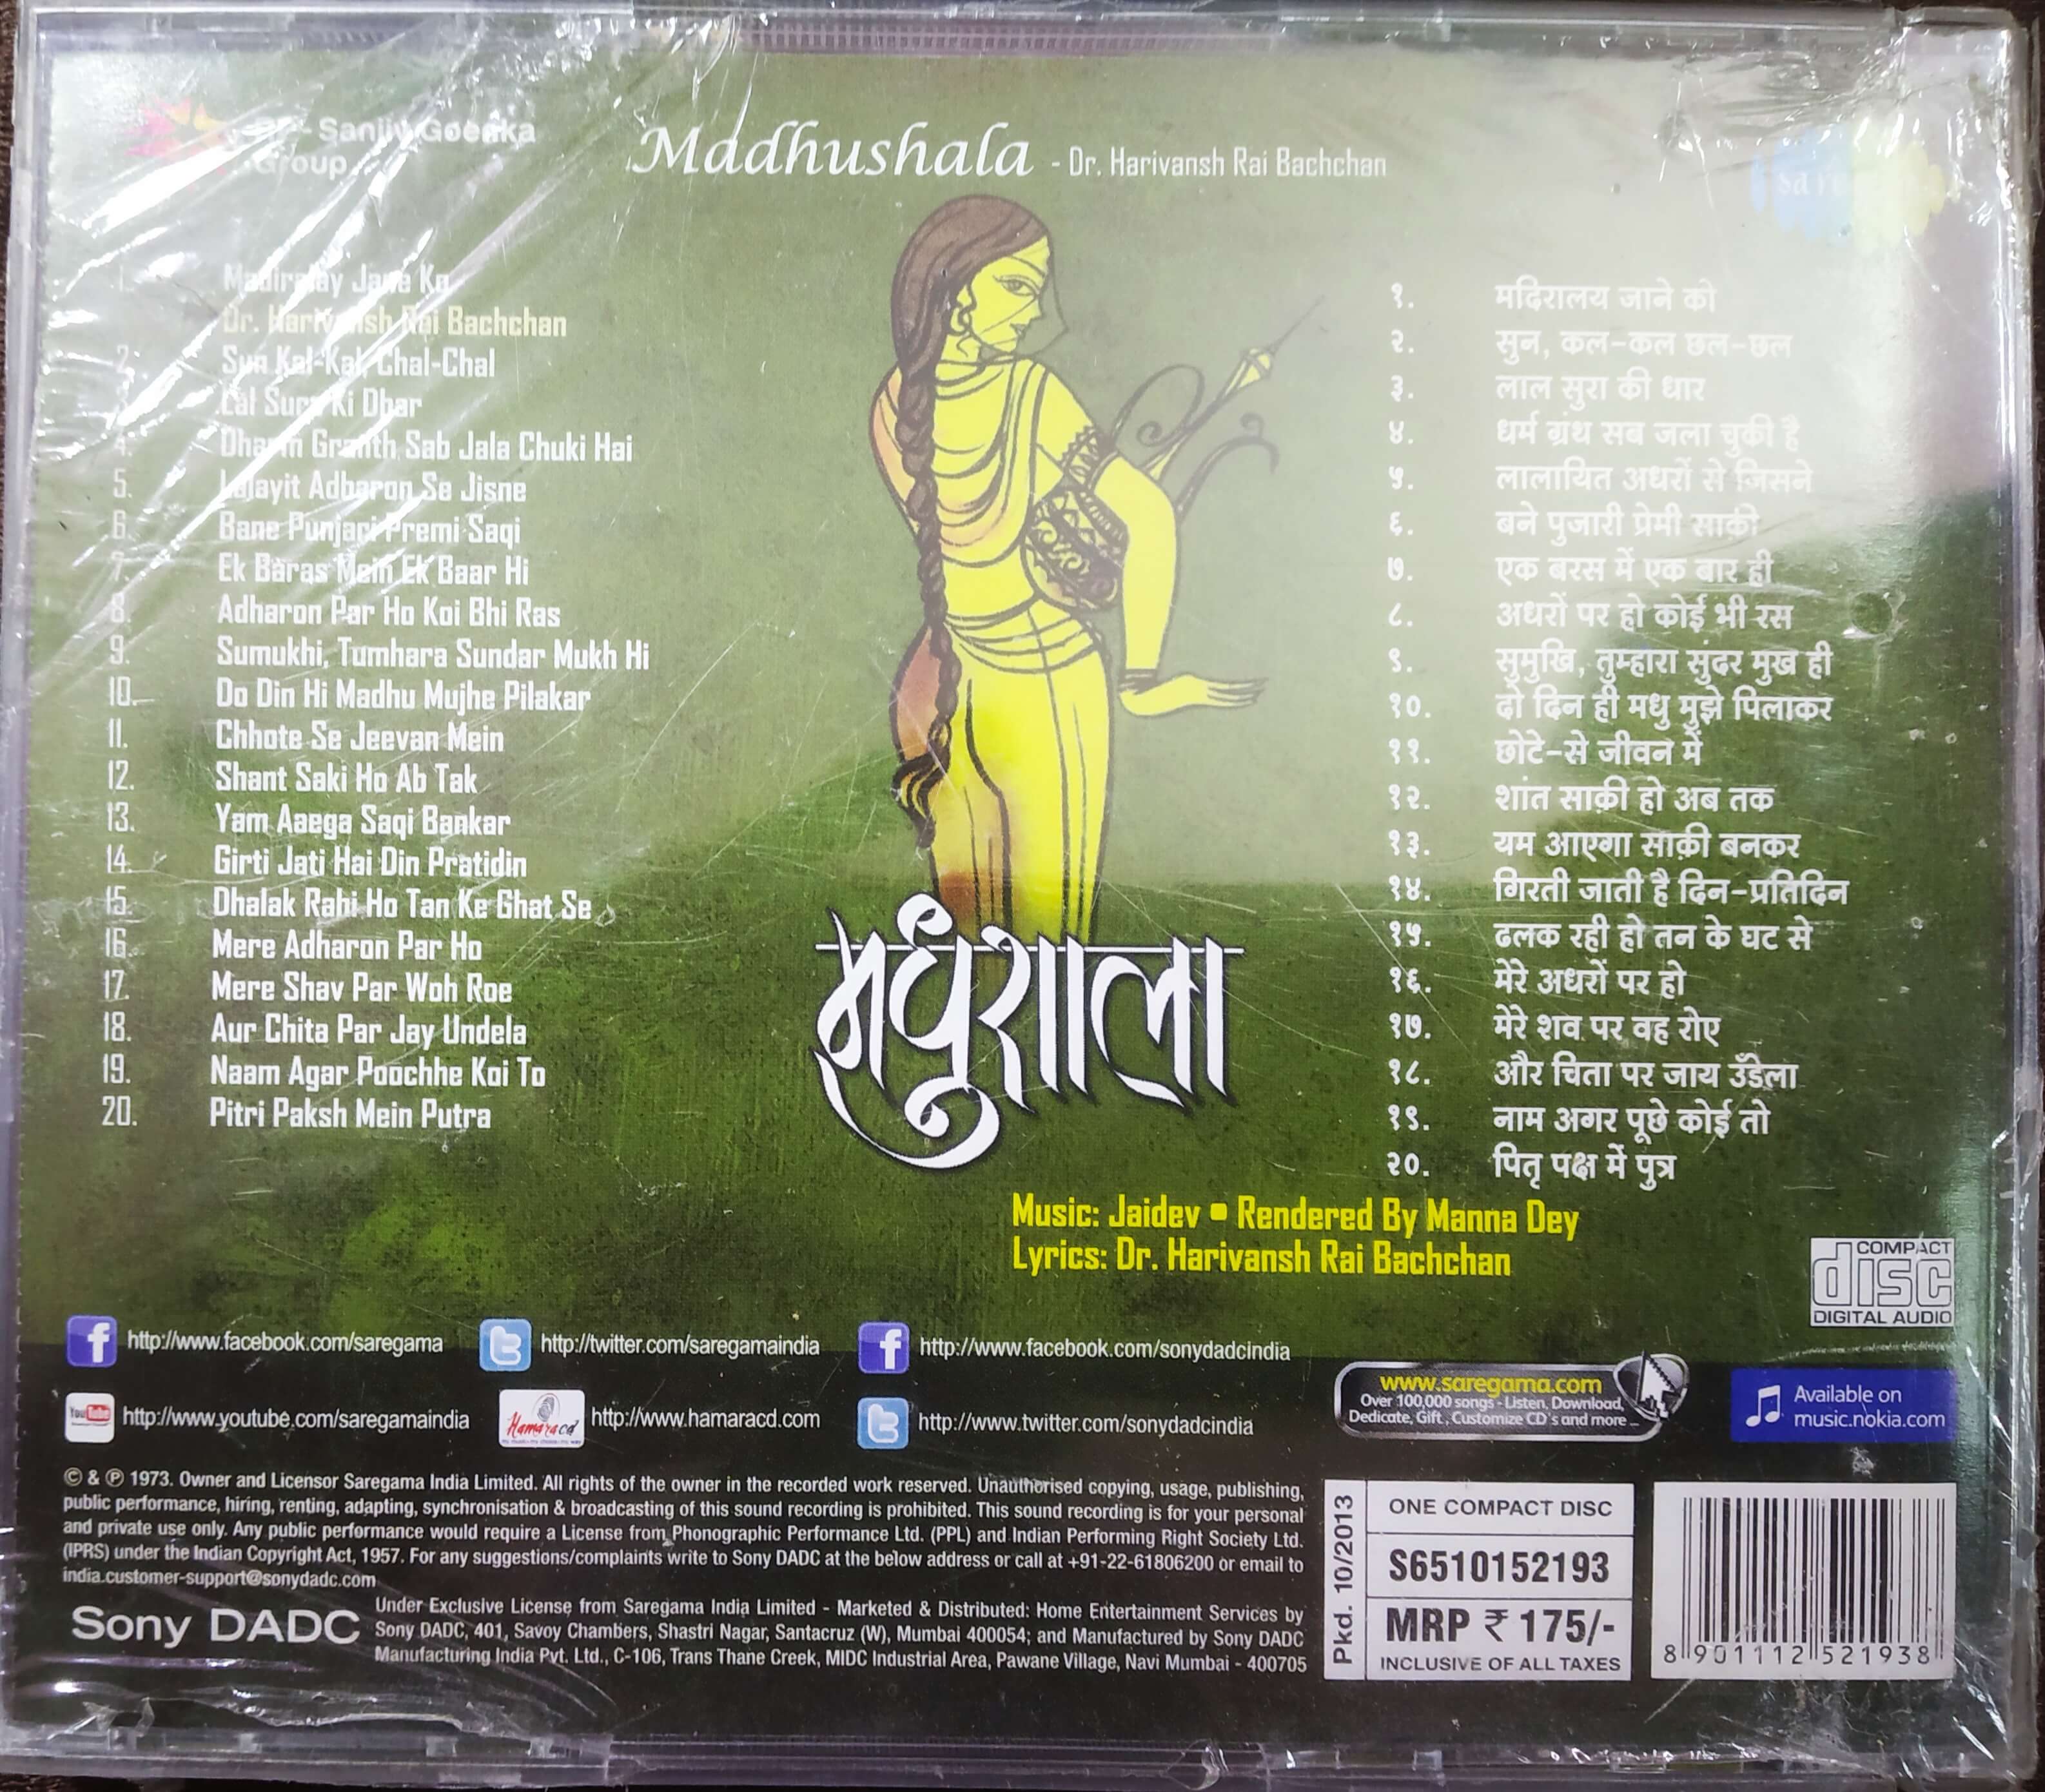 RP - Sanjiv Goenka
Group
Madhushala - Dr. Harivansh Rai Bachchan
1. Madiralay Jane Ko
Dr. Harivansh Rai Bachchan
2. Sun Kal-Kal, Chal-Chal
3. Lal Sura Ki Dhar
4. Dharm Granth Sab Jala Chuki Hai
5. Lalayit Adharon Se Jisne
6. Bane Punjari Premi Saqi
7. Ek Baras Mein Ek Baar Hi
8. Adharon Par Ho Koi Bhi Ras
9. Sumukhi, Tumhara Sundar Mukh Hi
10. Do Din Hi Madhu Mujhe Pilakar
11. Chhote Se Jeevan Mein
12. Shant Saki Ho Ab Tak
13. Yam Aaega Saqi Bankar
14. Girti Jati Hai Din Pratidin
15. Dhalak Rahi Ho Tan Ke Ghat Se
16. Mere Adharon Par Ho
17. Mere Shav Par Woh Roe
18. Aur Chita Par Jay Undela
19. Naam Agar Poochhe Koi To
20. Pitri Paksh Mein Putra
मधुशाला
१. मदिरालय जाने को
२. सुन, कल-कल छल-छल
३. लाल सुरा की धार
४. धर्म ग्रंथ सब जला चुकी है
५. लालायित अधरों से जिसने
६. बने पुजारी प्रेमी साक़ी
७. एक बरस में एक बार ही
८. अधरों पर हो कोई भी रस
९. सुमुखि, तुम्हारा सुंदर मुख ही
१०. दो दिन ही मधु मुझे पिलाकर
११. छोटे-से जीवन में
१२. शांत साक़ी हो अब तक
१३. यम आएगा साक़ी बनकर
१४. गिरती जाती है दिन-प्रतिदिन
१५. ढलक रही हो तन के घट से
१६. मेरे अधरों पर हो
१७. मेरे शव पर वह रोए
१८. और चिता पर जाय उँडेला
१९. नाम अगर पूछे कोई तो
२०. पितृ पक्ष में पुत्र
Music: Jaidev • Rendered By Manna Dey
Lyrics: Dr. Harivansh Rai Bachchan
COMPACT
disc
DIGITAL AUDIO
http://www.facebook.com/saregama
http://twitter.com/saregamaindia
http://www.facebook.com/sonydadcindia
YouTube http://www.youtube.com/saregamaindia
Hamaracd http://www.hamaracd.com
http://www.twitter.com/sonydadcindia
www.saregama.com
Over 100,000 songs - Listen, Download,
Dedicate, Gift , Customize CD's and more ...
Available on
music.nokia.com
© & ℗ 1973. Owner and Licensor Saregama India Limited. All rights of the owner in the recorded work reserved. Unauthorised copying, usage, publishing,
public performance, hiring, renting, adapting, synchronisation & broadcasting of this sound recording is prohibited. This sound recording is for your personal
and private use only. Any public performance would require a License from Phonographic Performance Ltd. (PPL) and Indian Performing Right Society Ltd.
(IPRS) under the Indian Copyright Act, 1957. For any suggestions/complaints write to Sony DADC at the below address or call at +91-22-61806200 or email to
india.customer-support@sonydadc.com
Sony DADC
Under Exclusive License from Saregama India Limited - Marketed & Distributed: Home Entertainment Services by
Sony DADC, 401, Savoy Chambers, Shastri Nagar, Santacruz (W), Mumbai 400054; and Manufactured by Sony DADC
Manufacturing India Pvt. Ltd., C-106, Trans Thane Creek, MIDC Industrial Area, Pawane Village, Navi Mumbai - 400705
Pkd. 10/2013
ONE COMPACT DISC
S6510152193
MRP ₹ 175/-
INCLUSIVE OF ALL TAXES
8 901112 521938